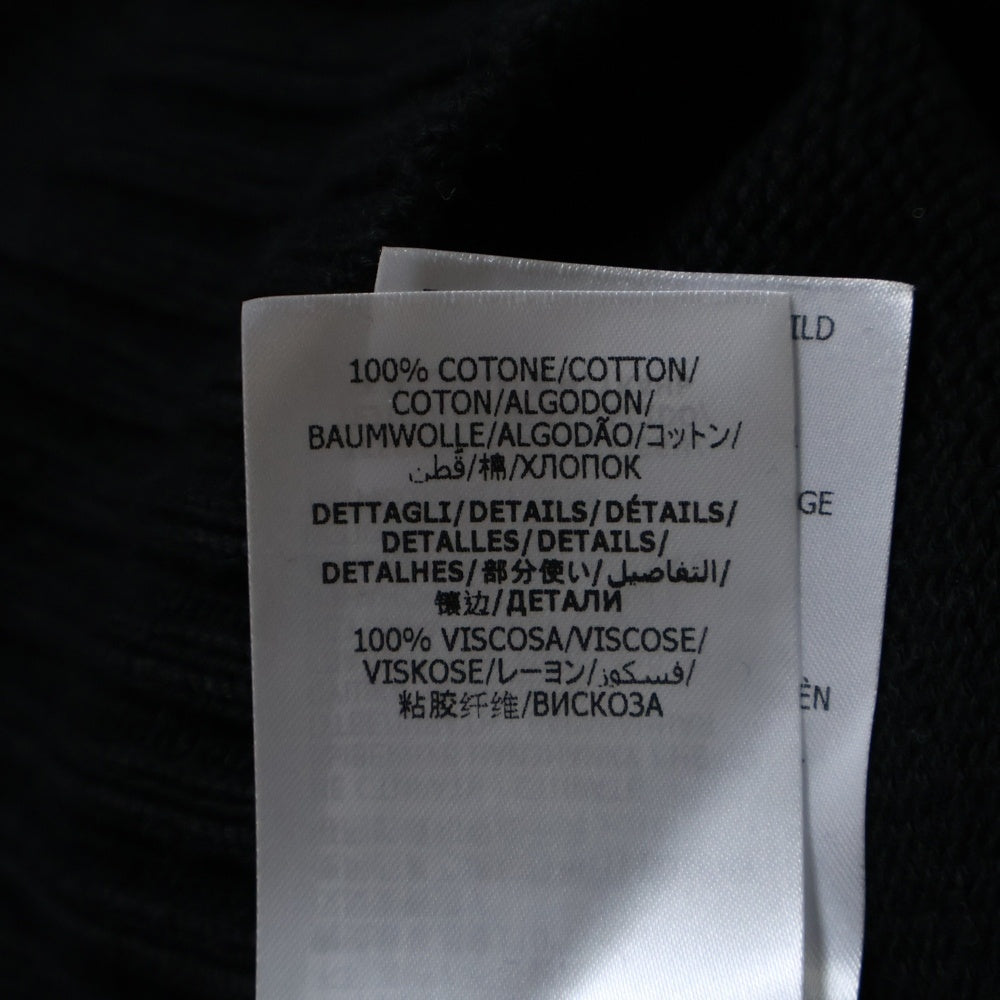 100% COTONE/COTTON/
COTON/ALGODON/
BAUMWOLLE/ALGODÃO/コットン/
قُطن/棉/ХЛОПОК
DETTAGLI/DETAILS/DÉTAILS/
DETALLES/DETAILS/
DETALHES/部分使い/التفاصيل/
镶边/ДЕТАЛИ
100% VISCOSA/VISCOSE/
VISKOSE/レーヨン/فسكوز/
粘胶纤维/ВИСКОЗА
ILD
GE
ÈN